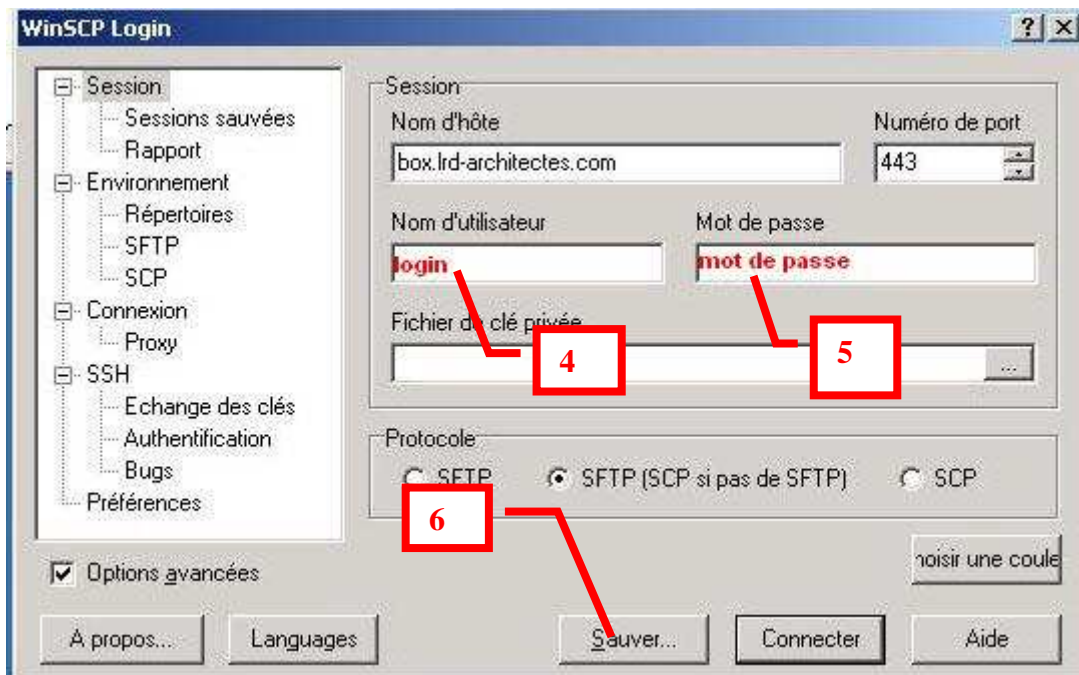 WinSCP Login
Session
Sessions sauvées
Rapport
Environnement
Répertoires
SFTP
SCP
Connexion
Proxy
SSH
Echange des clés
Authentification
Bugs
Préférences
Session
Nom d'hôte
Numéro de port
box.lrd-architectes.com
443
Nom d'utilisateur
Mot de passe
login
mot de passe
Fichier de clé privée
4
5
...
Protocole
SFTP
SFTP (SCP si pas de SFTP)
SCP
6
Options avancées
hoisir une coule
A propos...
Languages
Sauver...
Connecter
Aide